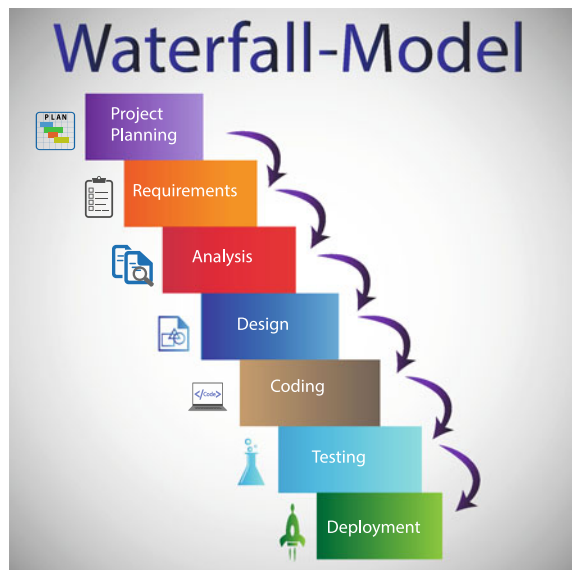 Waterfall-Model
PLAN
Project
Planning
Requirements
Analysis
Design
</Code>
Coding
Testing
Deployment